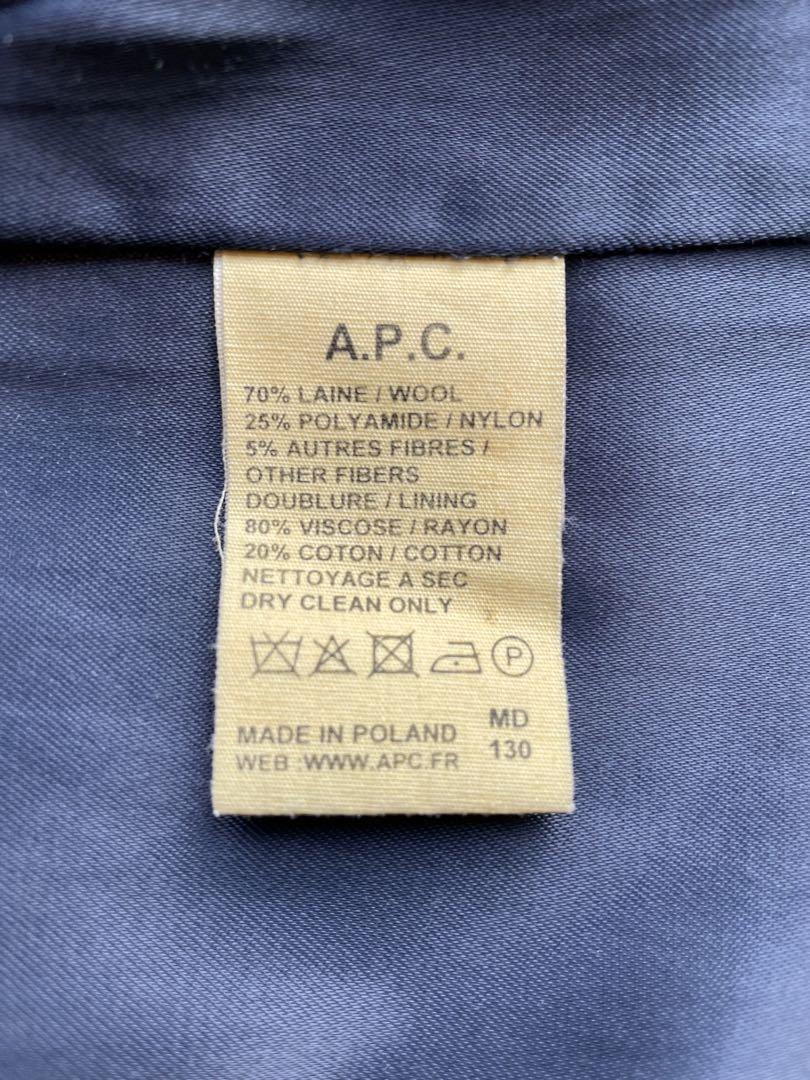 A.P.C.
70% LAINE / WOOL
25% POLYAMIDE / NYLON
5% AUTRES FIBRES /
OTHER FIBERS
DOUBLURE / LINING
80% VISCOSE / RAYON
20% COTON / COTTON
NETTOYAGE A SEC
DRY CLEAN ONLY
P
MADE IN POLAND MD
WEB :WWW.APC.FR 130